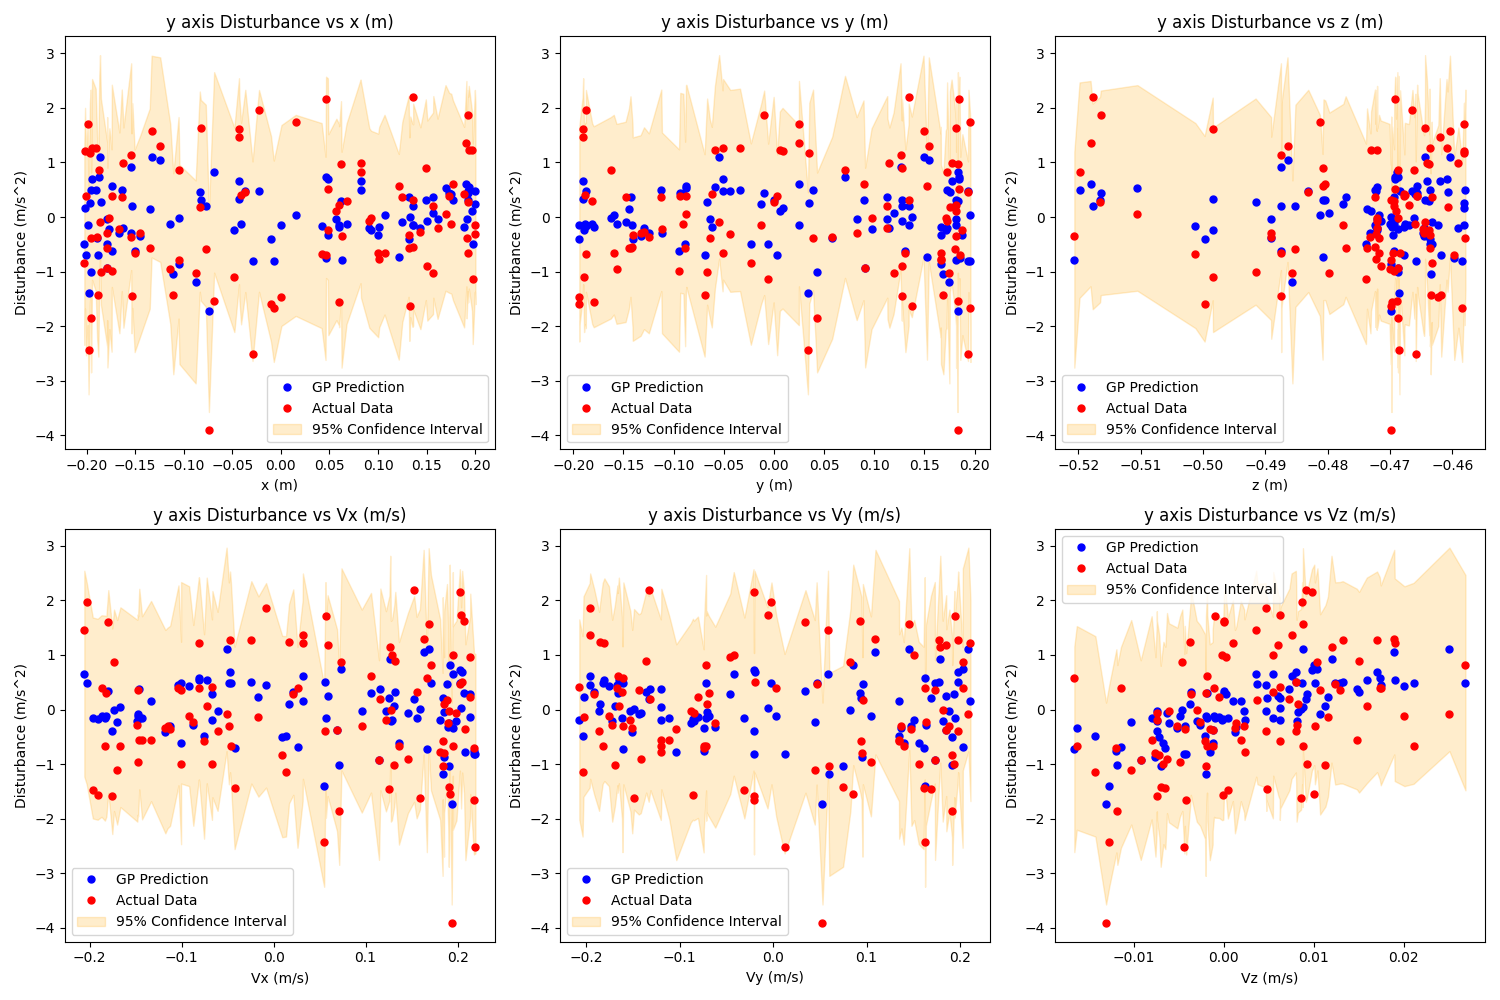 y axis Disturbance vs x (m)
Disturbance (m/s^2)
3
2
1
0
−1
−2
−3
−4
GP Prediction
Actual Data
95% Confidence Interval
−0.20 −0.15 −0.10 −0.05 0.00 0.05 0.10 0.15 0.20
x (m)
y axis Disturbance vs y (m)
Disturbance (m/s^2)
3
2
1
0
−1
−2
−3
−4
GP Prediction
Actual Data
95% Confidence Interval
−0.20 −0.15 −0.10 −0.05 0.00 0.05 0.10 0.15 0.20
y (m)
y axis Disturbance vs z (m)
Disturbance (m/s^2)
3
2
1
0
−1
−2
−3
−4
GP Prediction
Actual Data
95% Confidence Interval
−0.52 −0.51 −0.50 −0.49 −0.48 −0.47 −0.46
z (m)
y axis Disturbance vs Vx (m/s)
Disturbance (m/s^2)
3
2
1
0
−1
−2
−3
−4
GP Prediction
Actual Data
95% Confidence Interval
−0.2 −0.1 0.0 0.1 0.2
Vx (m/s)
y axis Disturbance vs Vy (m/s)
Disturbance (m/s^2)
3
2
1
0
−1
−2
−3
−4
GP Prediction
Actual Data
95% Confidence Interval
−0.2 −0.1 0.0 0.1 0.2
Vy (m/s)
y axis Disturbance vs Vz (m/s)
Disturbance (m/s^2)
3
2
1
0
−1
−2
−3
−4
GP Prediction
Actual Data
95% Confidence Interval
−0.01 0.00 0.01 0.02
Vz (m/s)